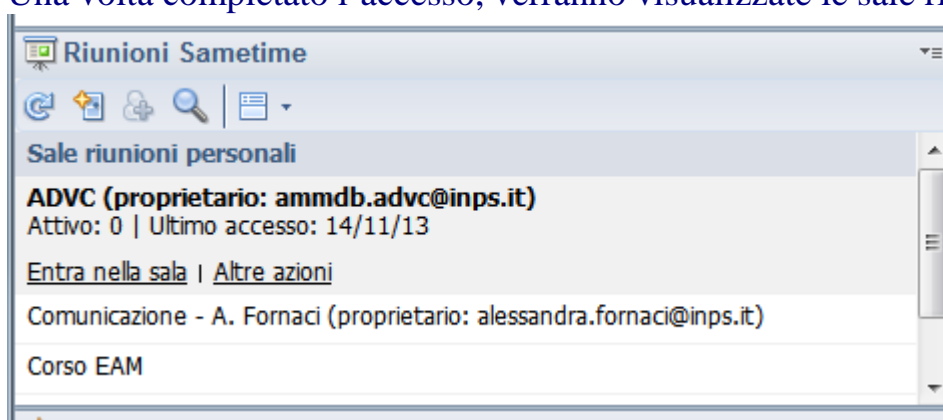 Una volta completato l'accesso, verranno visualizzate le sale
Riunioni Sametime
Sale riunioni personali
ADVC (proprietario: ammdb.advc@inps.it)
Attivo: 0 | Ultimo accesso: 14/11/13
Entra nella sala | Altre azioni
Comunicazione - A. Fornaci (proprietario: alessandra.fornaci@inps.it)
Corso EAM